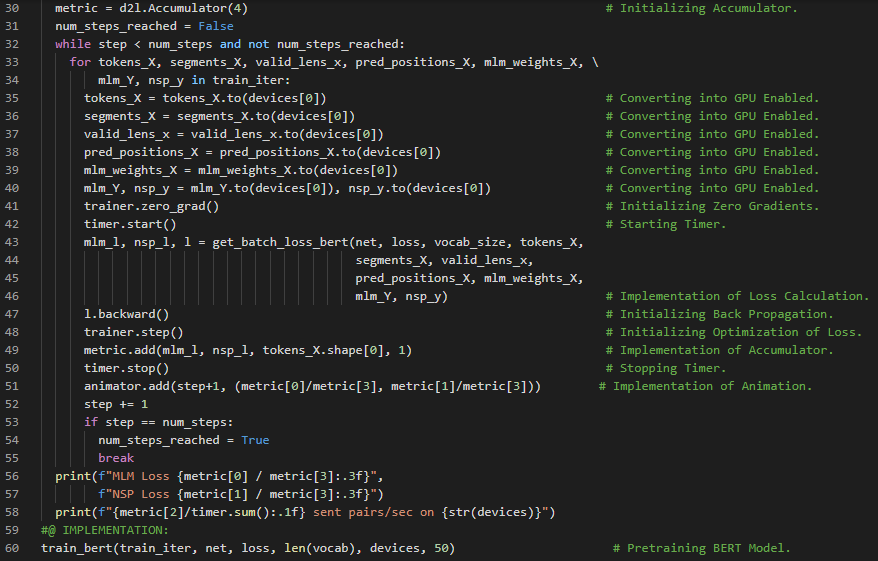 30 metric = d2l.Accumulator(4) # Initializing Accumulator.
31 num_steps_reached = False
32 while step < num_steps and not num_steps_reached:
33 for tokens_X, segments_X, valid_lens_x, pred_positions_X, mlm_weights_X, \
34 mlm_Y, nsp_y in train_iter:
35 tokens_X = tokens_X.to(devices[0]) # Converting into GPU Enabled.
36 segments_X = segments_X.to(devices[0]) # Converting into GPU Enabled.
37 valid_lens_x = valid_lens_x.to(devices[0]) # Converting into GPU Enabled.
38 pred_positions_X = pred_positions_X.to(devices[0]) # Converting into GPU Enabled.
39 mlm_weights_X = mlm_weights_X.to(devices[0]) # Converting into GPU Enabled.
40 mlm_Y, nsp_y = mlm_Y.to(devices[0]), nsp_y.to(devices[0]) # Converting into GPU Enabled.
41 trainer.zero_grad() # Initializing Zero Gradients.
42 timer.start() # Starting Timer.
43 mlm_l, nsp_l, l = get_batch_loss_bert(net, loss, vocab_size, tokens_X,
44 segments_X, valid_lens_x,
45 pred_positions_X, mlm_weights_X,
46 mlm_Y, nsp_y) # Implementation of Loss Calculation.
47 l.backward() # Initializing Back Propagation.
48 trainer.step() # Initializing Optimization of Loss.
49 metric.add(mlm_l, nsp_l, tokens_X.shape[0], 1) # Implementation of Accumulator.
50 timer.stop() # Stopping Timer.
51 animator.add(step+1, (metric[0]/metric[3], metric[1]/metric[3])) # Implementation of Animation.
52 step += 1
53 if step == num_steps:
54 num_steps_reached = True
55 break
56 print(f"MLM Loss {metric[0] / metric[3]:.3f}",
57 f"NSP Loss {metric[1] / metric[3]:.3f}")
58 print(f"{metric[2]/timer.sum():.1f} sent pairs/sec on {str(devices)}")
59 #@ IMPLEMENTATION:
60 train_bert(train_iter, net, loss, len(vocab), devices, 50) # Pretraining BERT Model.